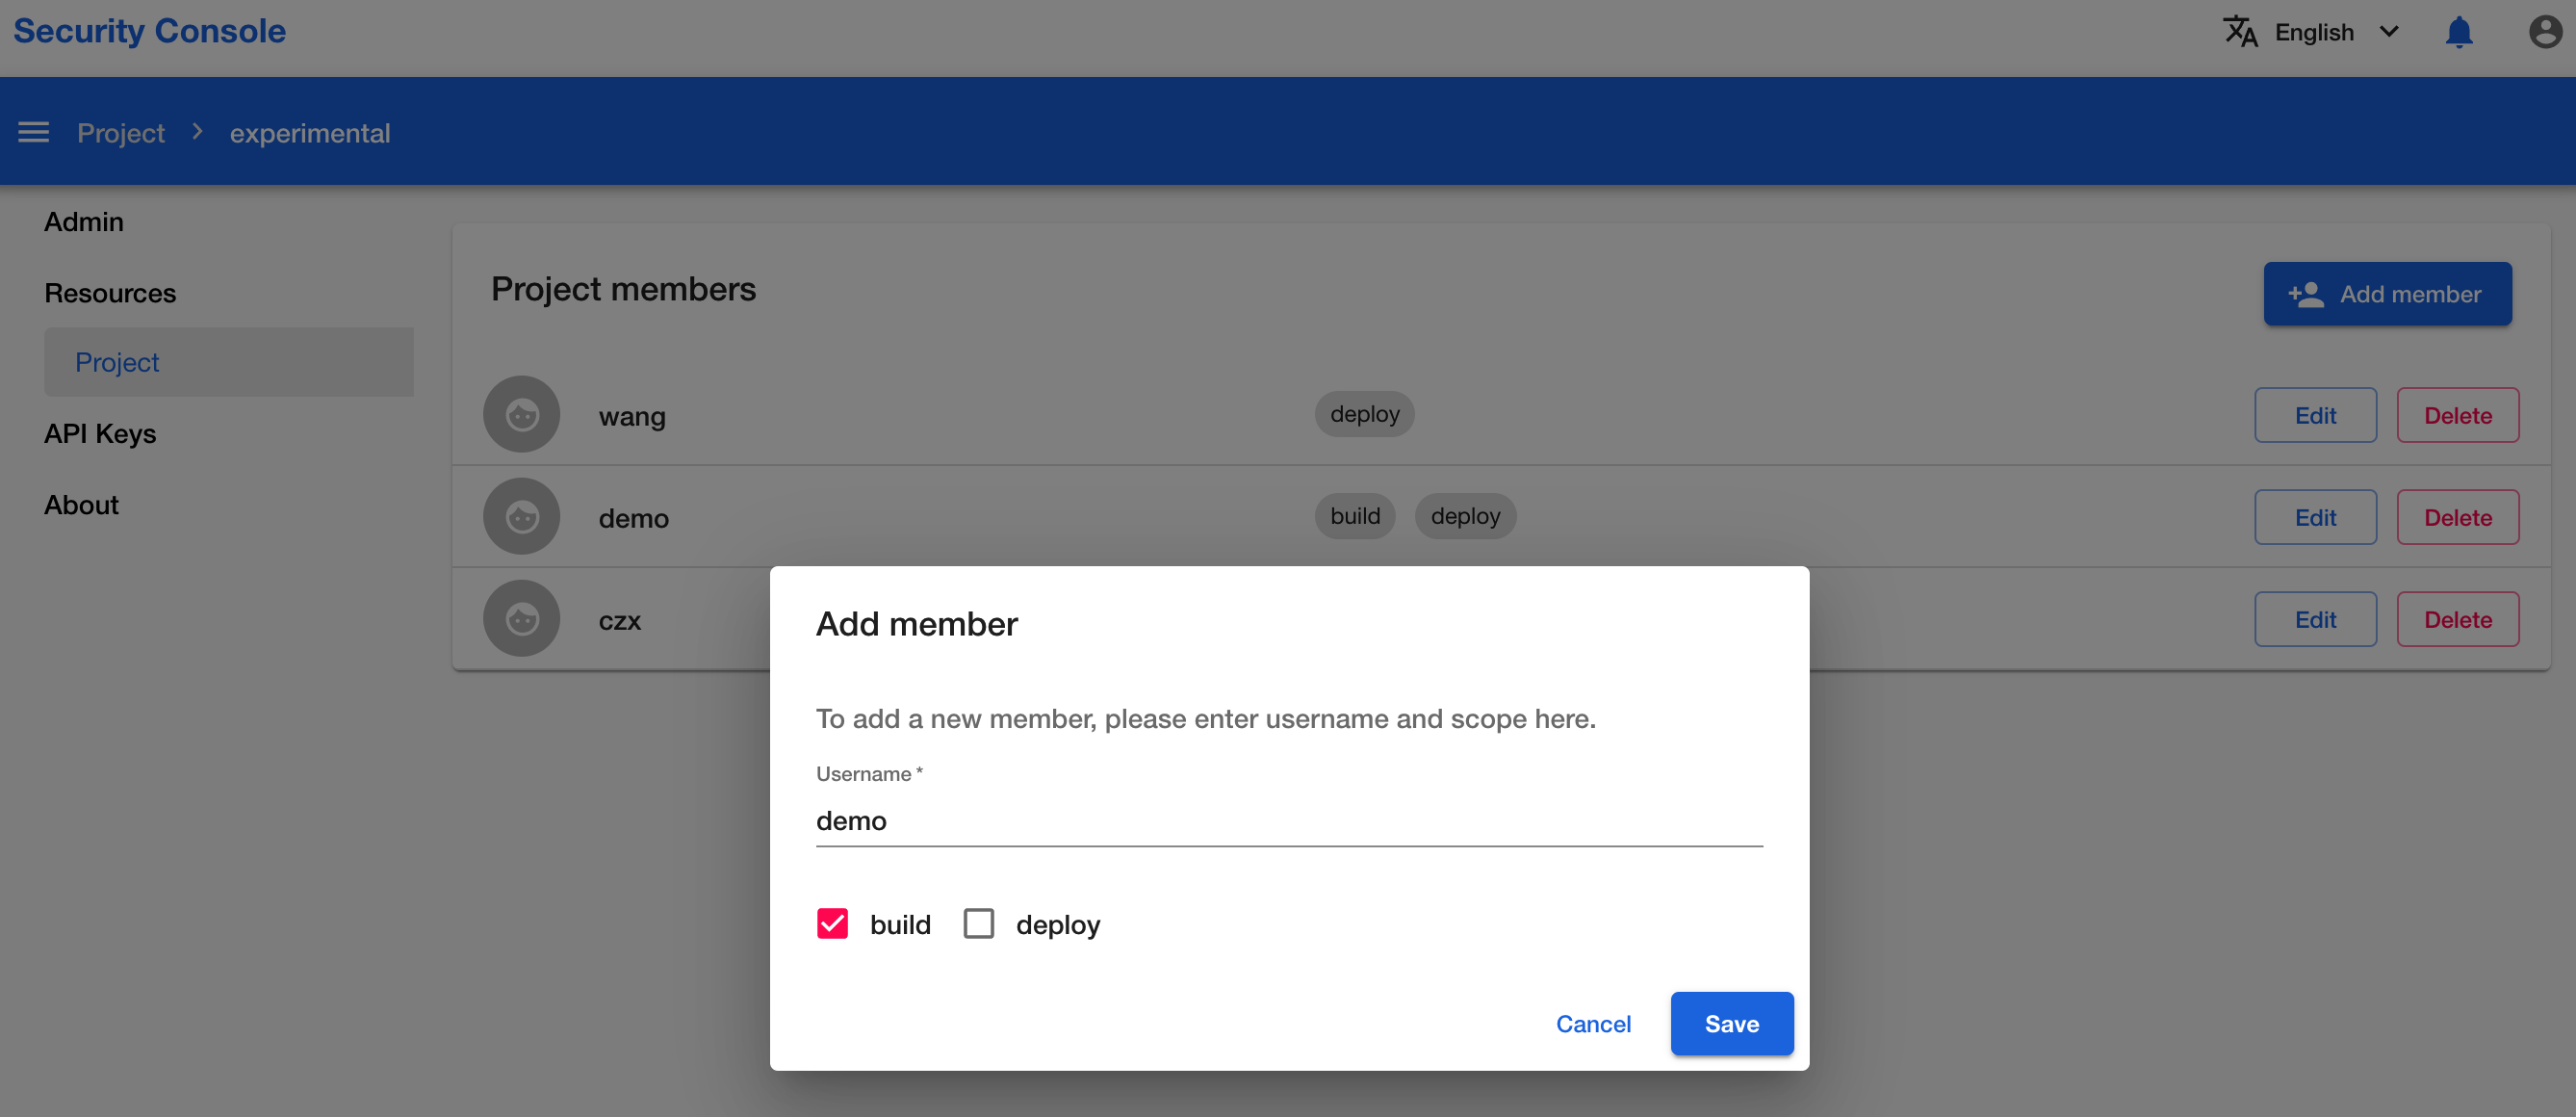 Security Console
English
Project > experimental
Admin
Resources
Project
API Keys
About
Project members
Add member
wang deploy Edit Delete
demo build deploy Edit Delete
czx Edit Delete
Add member
To add a new member, please enter username and scope here.
Username *
demo
build deploy
Cancel Save